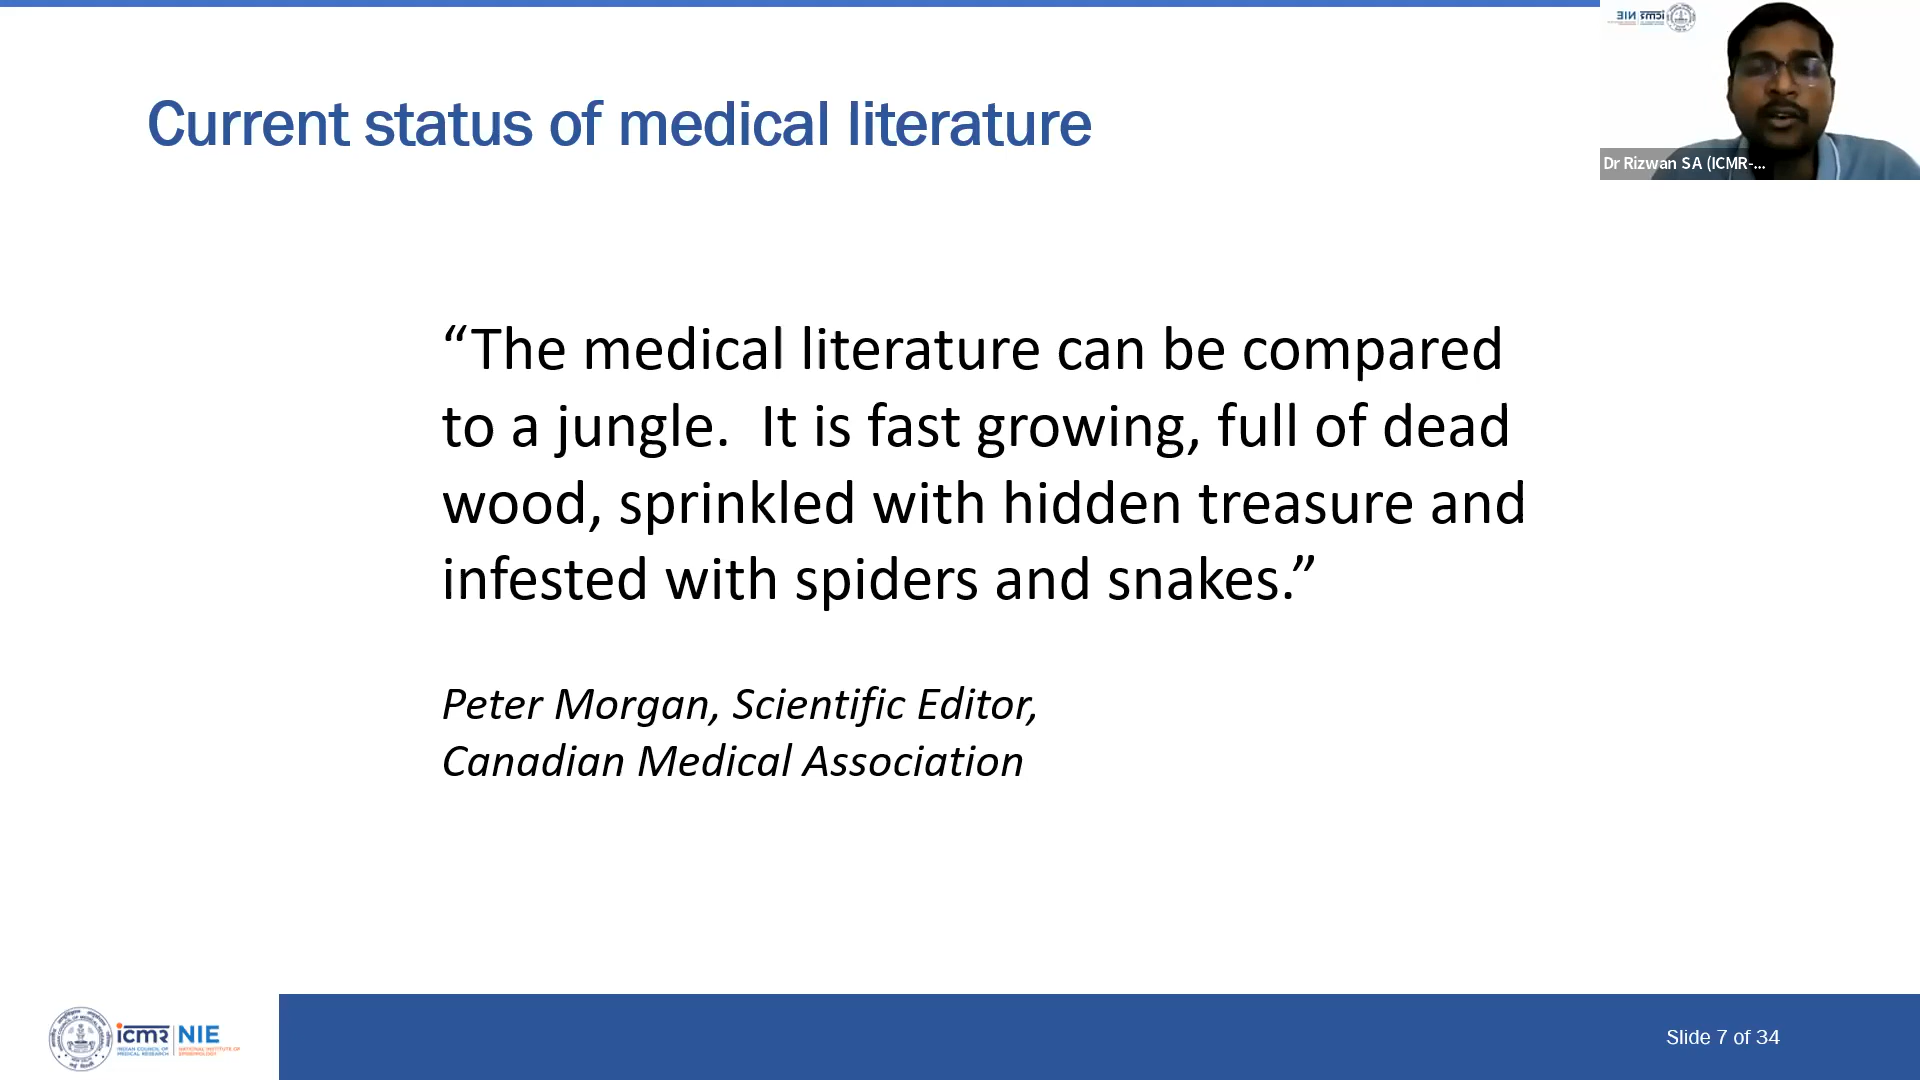 Current status of medical literature
Dr Rizwan SA (ICMR-...
“The medical literature can be compared
to a jungle.  It is fast growing, full of dead
wood, sprinkled with hidden treasure and
infested with spiders and snakes.”
Peter Morgan, Scientific Editor,
Canadian Medical Association
icmr NIE
INDIAN COUNCIL OF
MEDICAL RESEARCH
NATIONAL INSTITUTE OF
EPIDEMIOLOGY
Slide 7 of 34